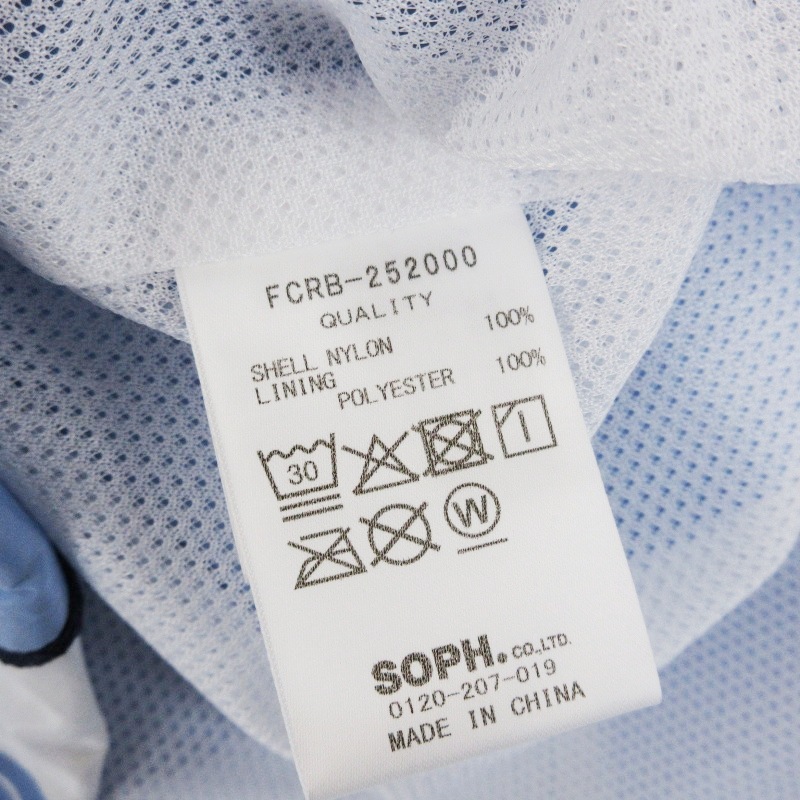 FCRB-252000
QUALITY
SHELL NYLON 100%
LINING
POLYESTER 100%
30
W
SOPH. CO.,LTD.
0120-207-019
MADE IN CHINA